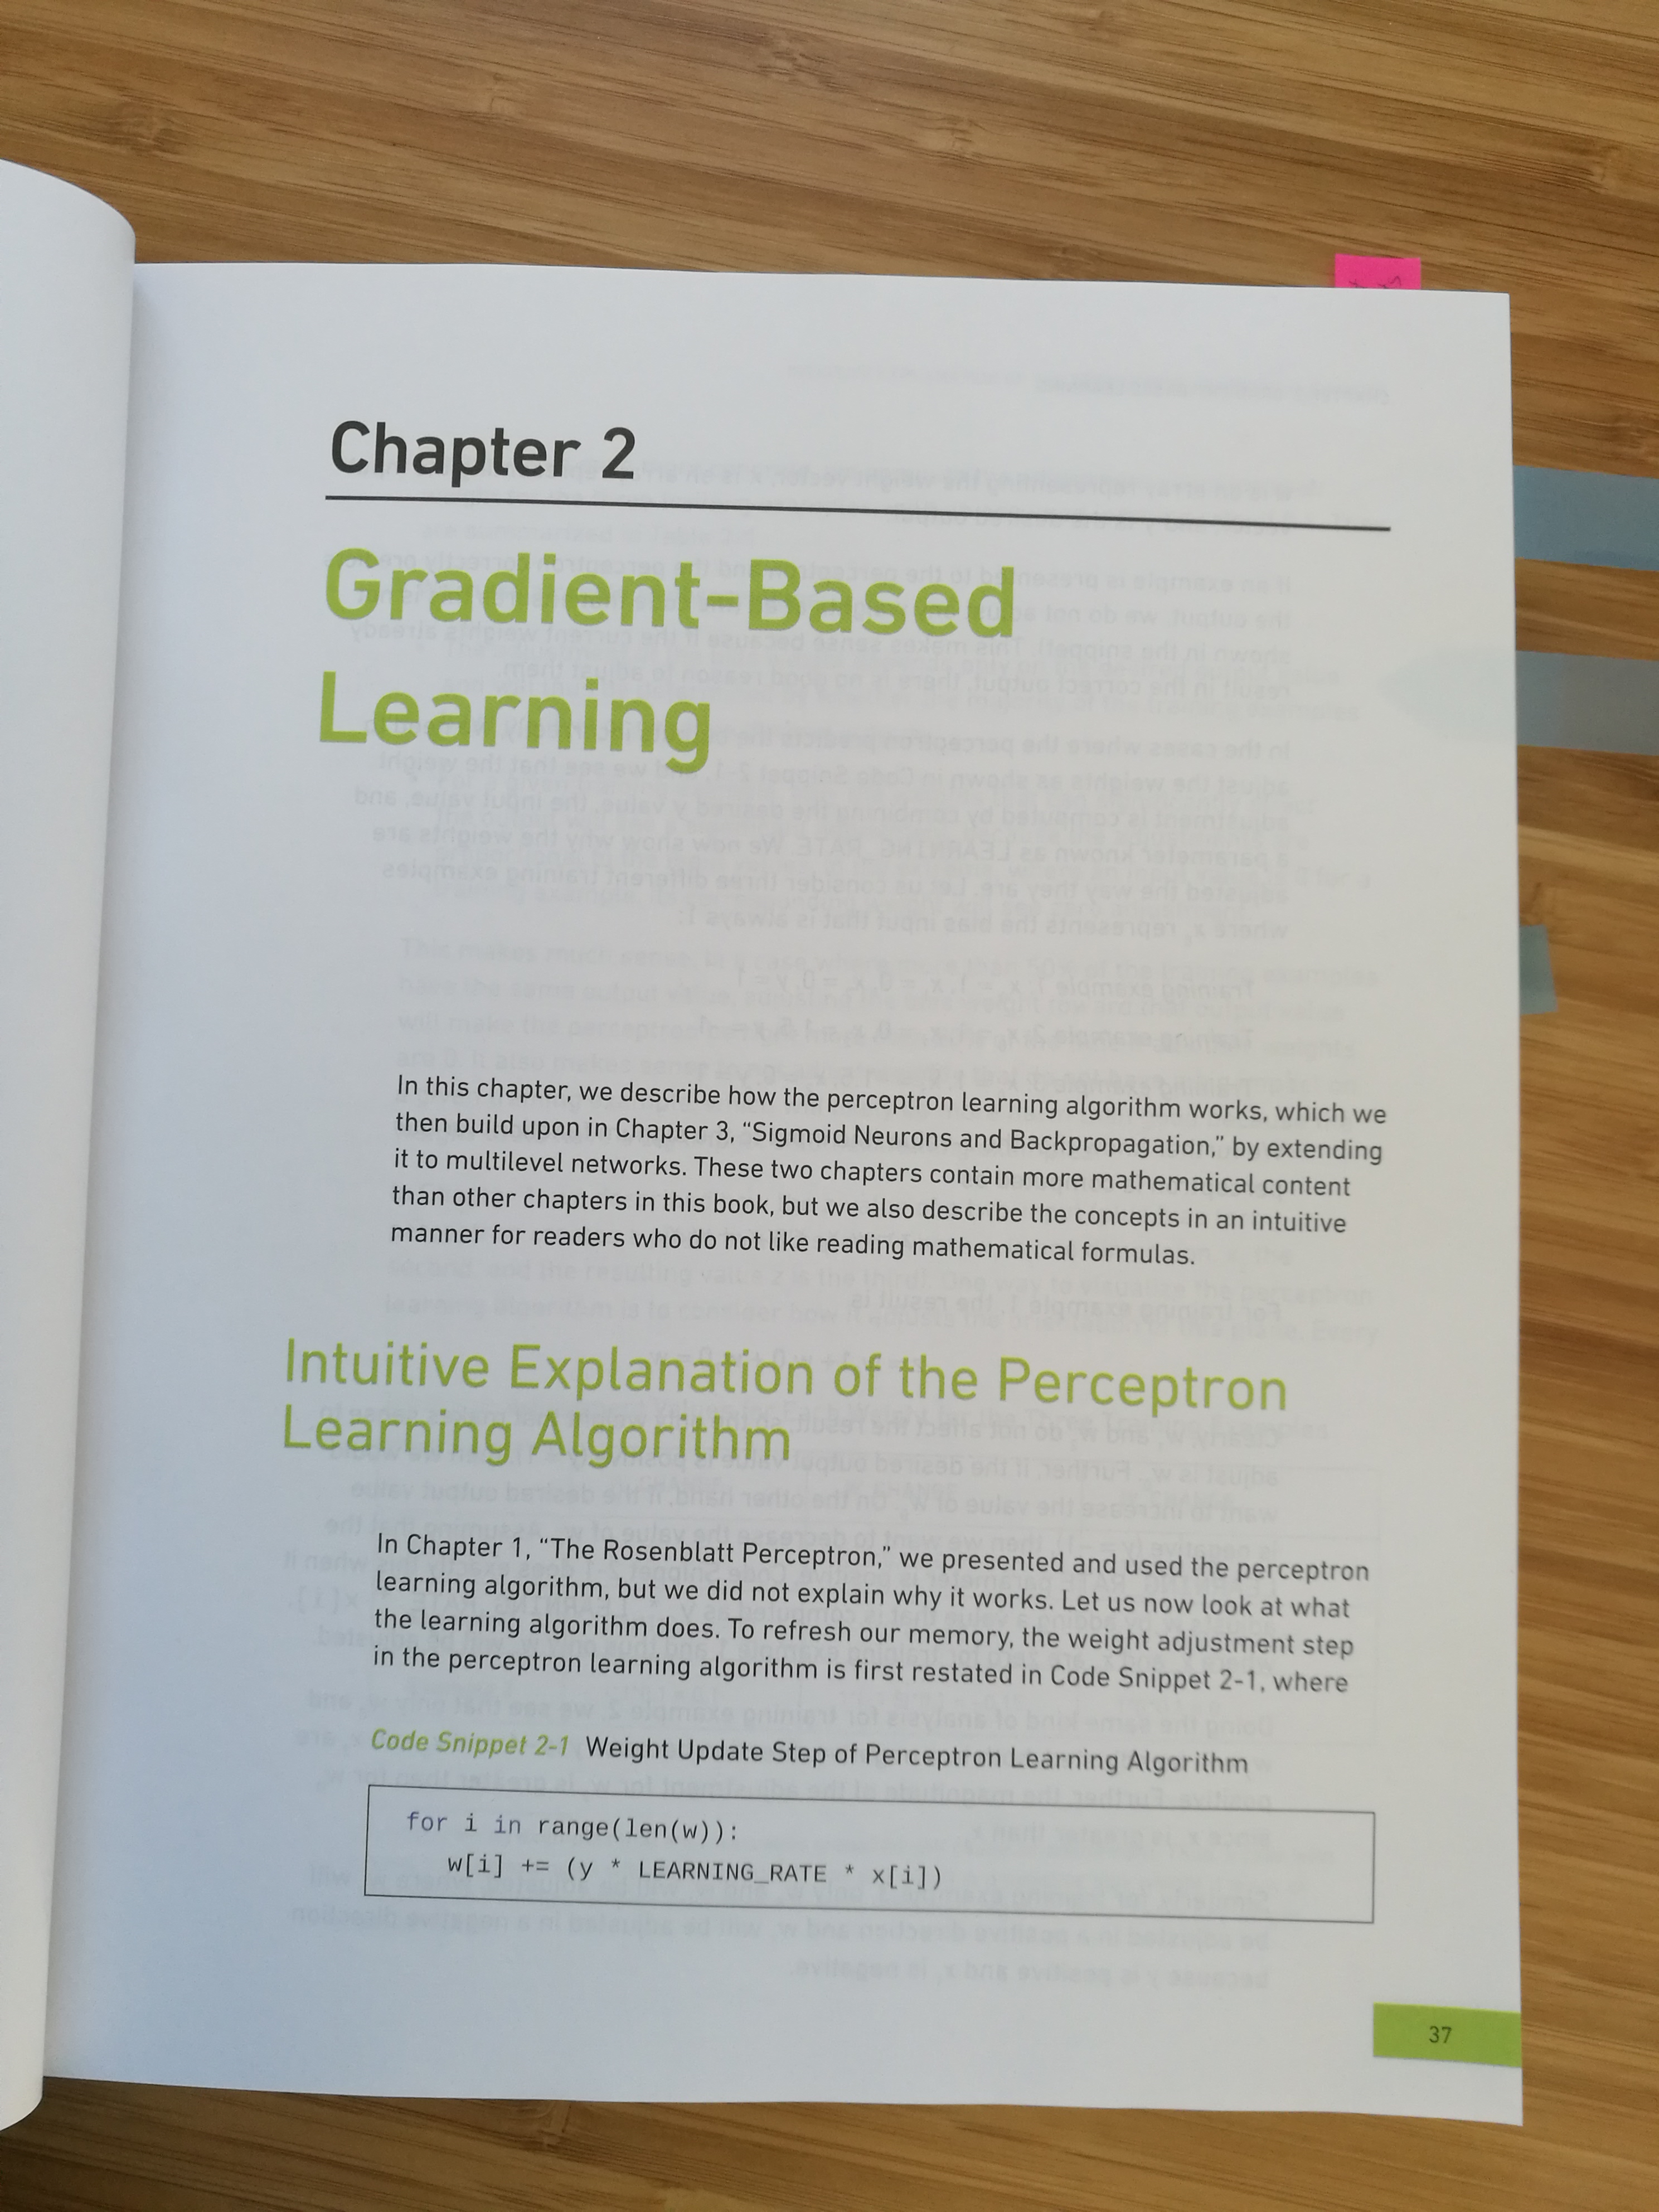 Chapter 2
Gradient-Based
Learning
In this chapter, we describe how the perceptron learning algorithm works, which we
then build upon in Chapter 3, “Sigmoid Neurons and Backpropagation,” by extending
it to multilevel networks. These two chapters contain more mathematical content
than other chapters in this book, but we also describe the concepts in an intuitive
manner for readers who do not like reading mathematical formulas.
Intuitive Explanation of the Perceptron
Learning Algorithm
In Chapter 1, “The Rosenblatt Perceptron,” we presented and used the perceptron
learning algorithm, but we did not explain why it works. Let us now look at what
the learning algorithm does. To refresh our memory, the weight adjustment step
in the perceptron learning algorithm is first restated in Code Snippet 2-1, where
Code Snippet 2-1 Weight Update Step of Perceptron Learning Algorithm
for i in range(len(w)):
w[i] += (y * LEARNING_RATE * x[i])
37